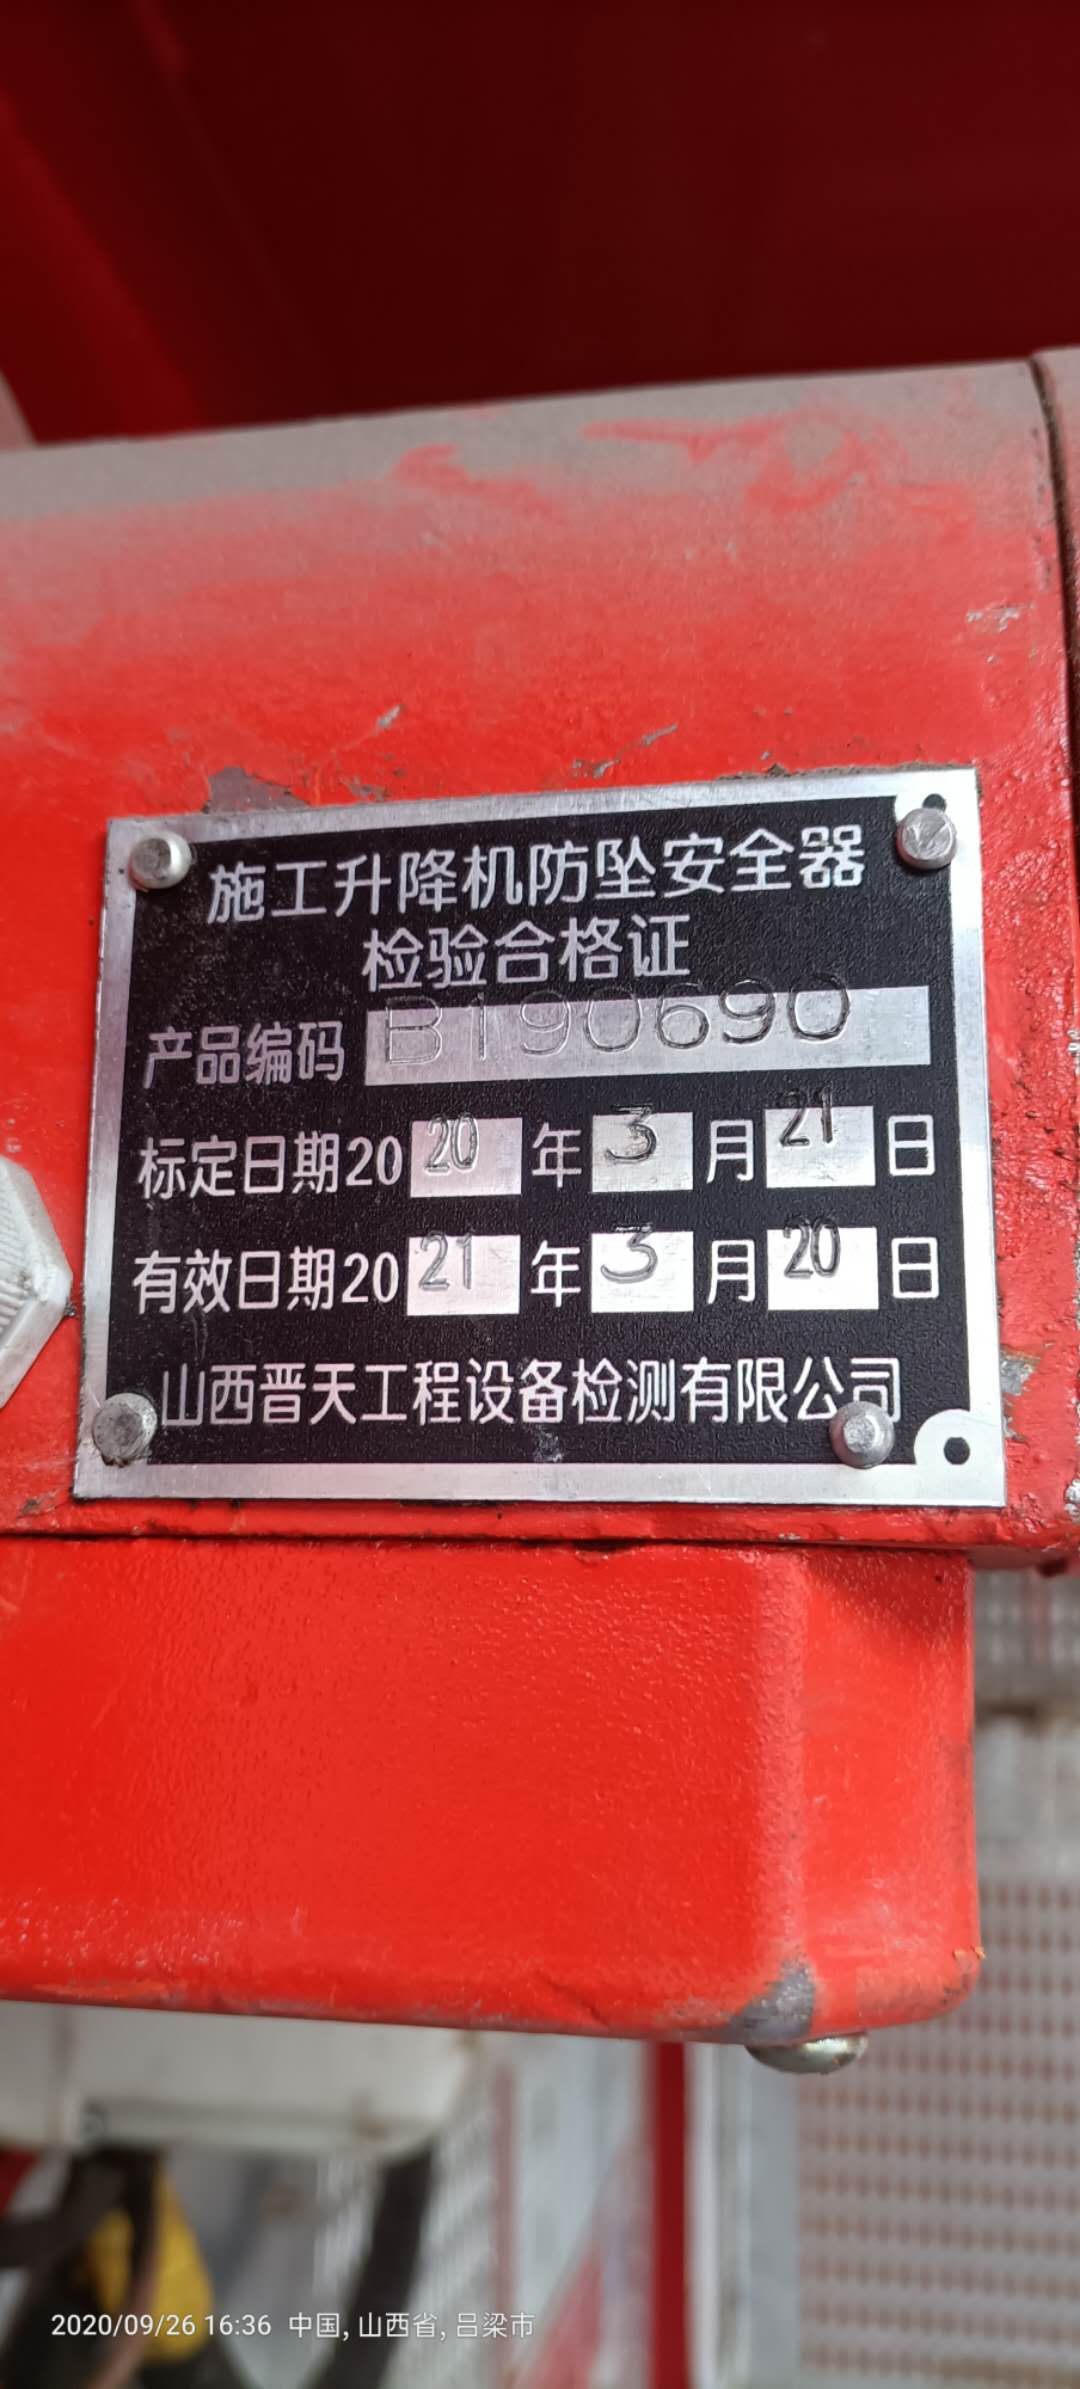 施工升降机防坠安全器
检验合格证
产品编码 B190690
标定日期2020年3月21日
有效日期2021年3月20日
山西晋天工程设备检测有限公司
2020/09/26 16:36 中国, 山西省, 吕梁市